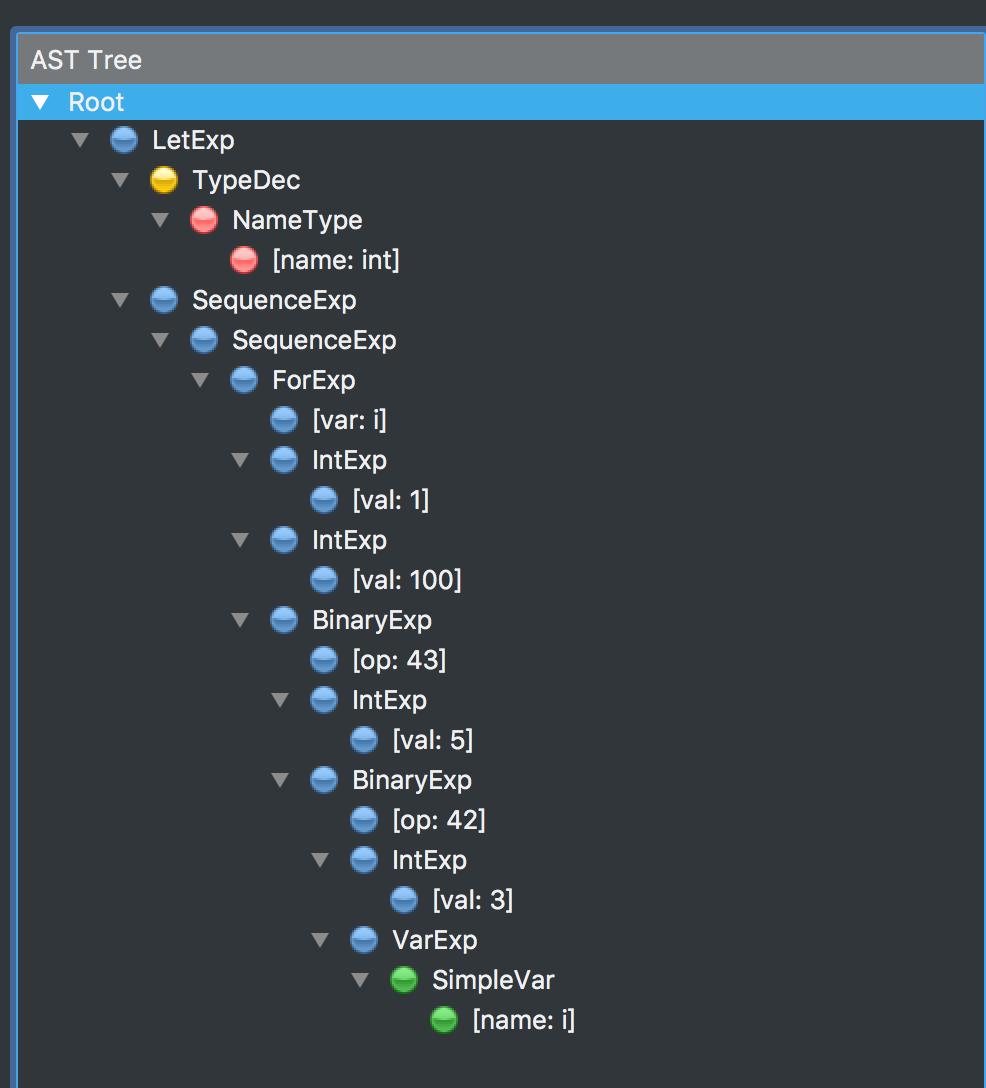 AST Tree
Root
LetExp
TypeDec
NameType
[name: int]
SequenceExp
SequenceExp
ForExp
[var: i]
IntExp
[val: 1]
IntExp
[val: 100]
BinaryExp
[op: 43]
IntExp
[val: 5]
BinaryExp
[op: 42]
IntExp
[val: 3]
VarExp
SimpleVar
[name: i]